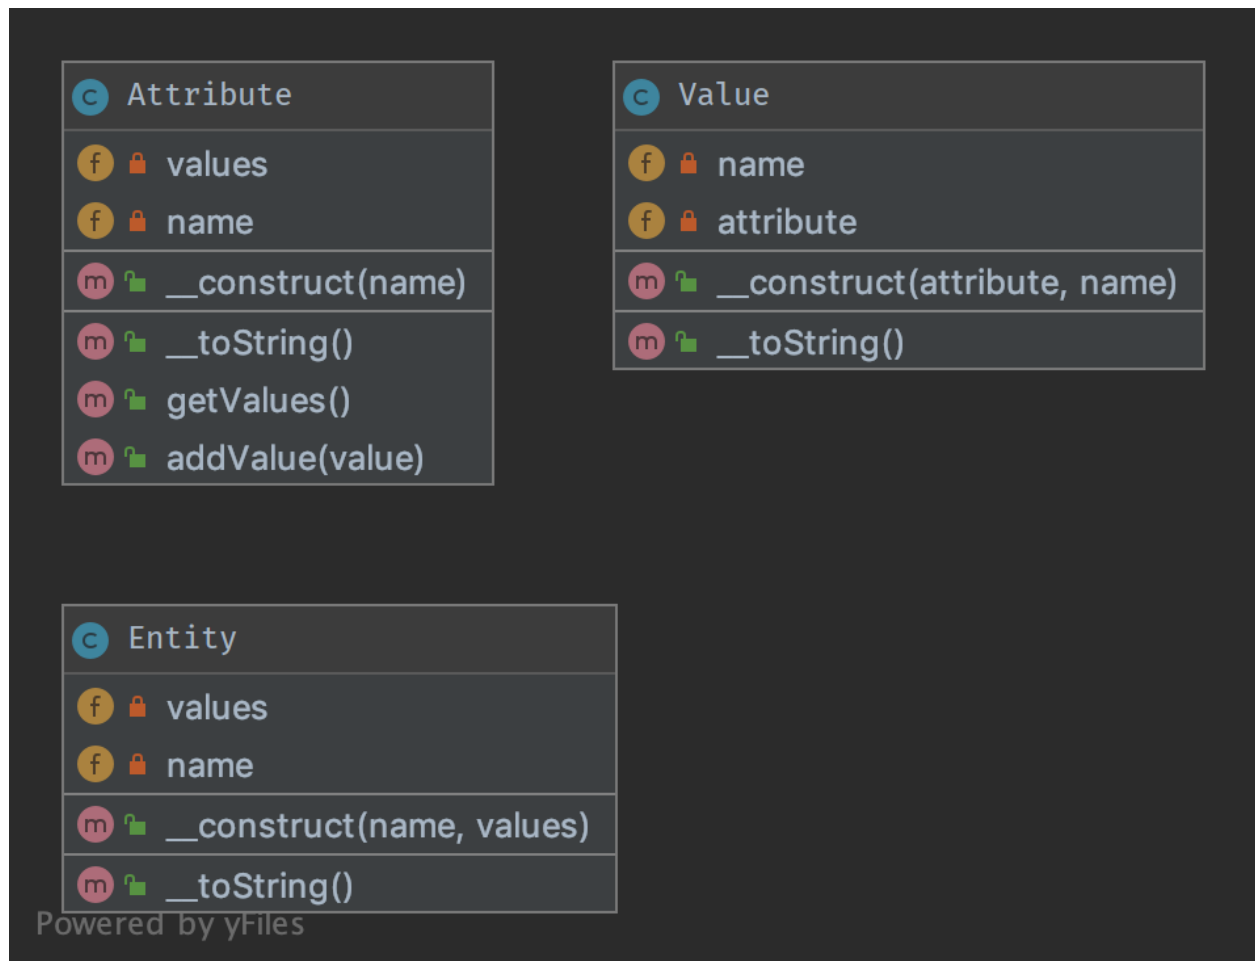 Attribute
values
name
__construct(name)
__toString()
getValues()
addValue(value)
Value
name
attribute
__construct(attribute, name)
__toString()
Entity
values
name
__construct(name, values)
__toString()
Powered by yFiles